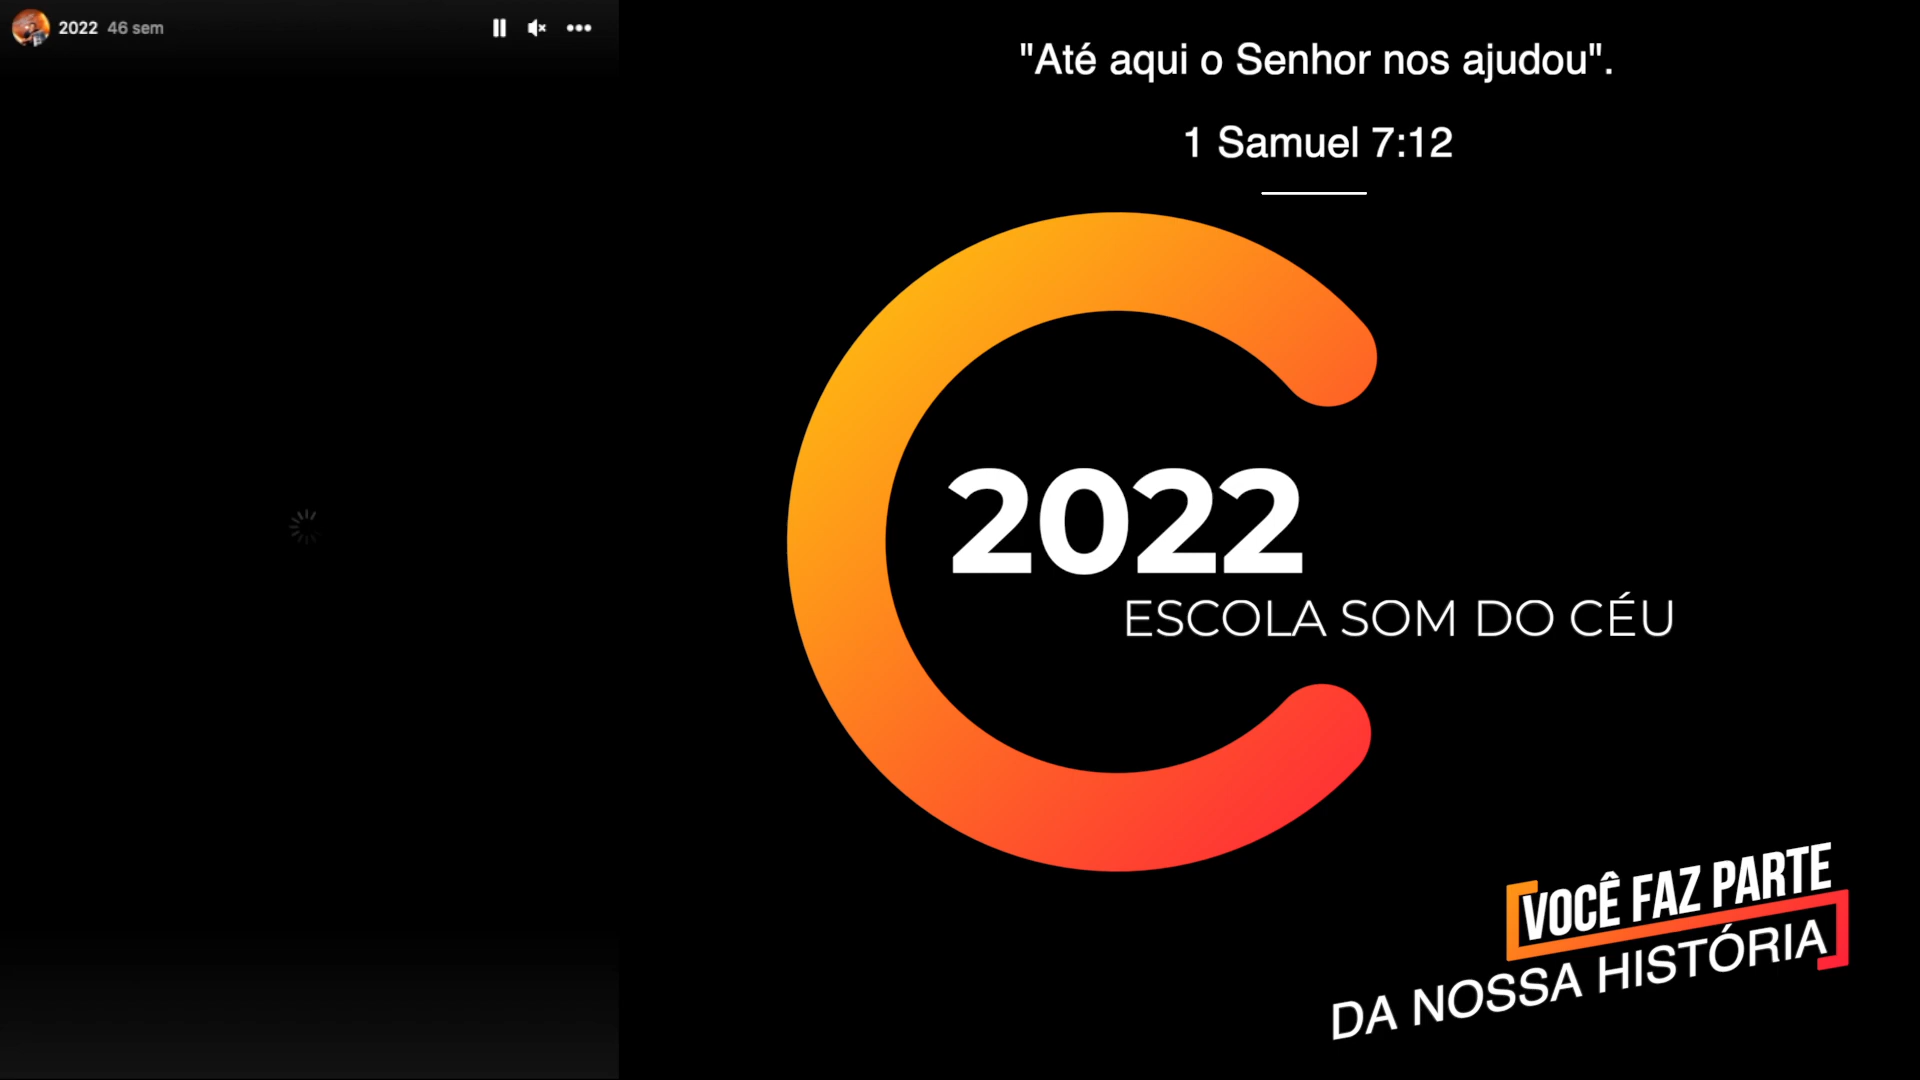 2022 46 sem
"Até aqui o Senhor nos ajudou".
1 Samuel 7:12
2022
ESCOLA SOM DO CÉU
VOCÊ FAZ PARTE
DA NOSSA HISTÓRIA